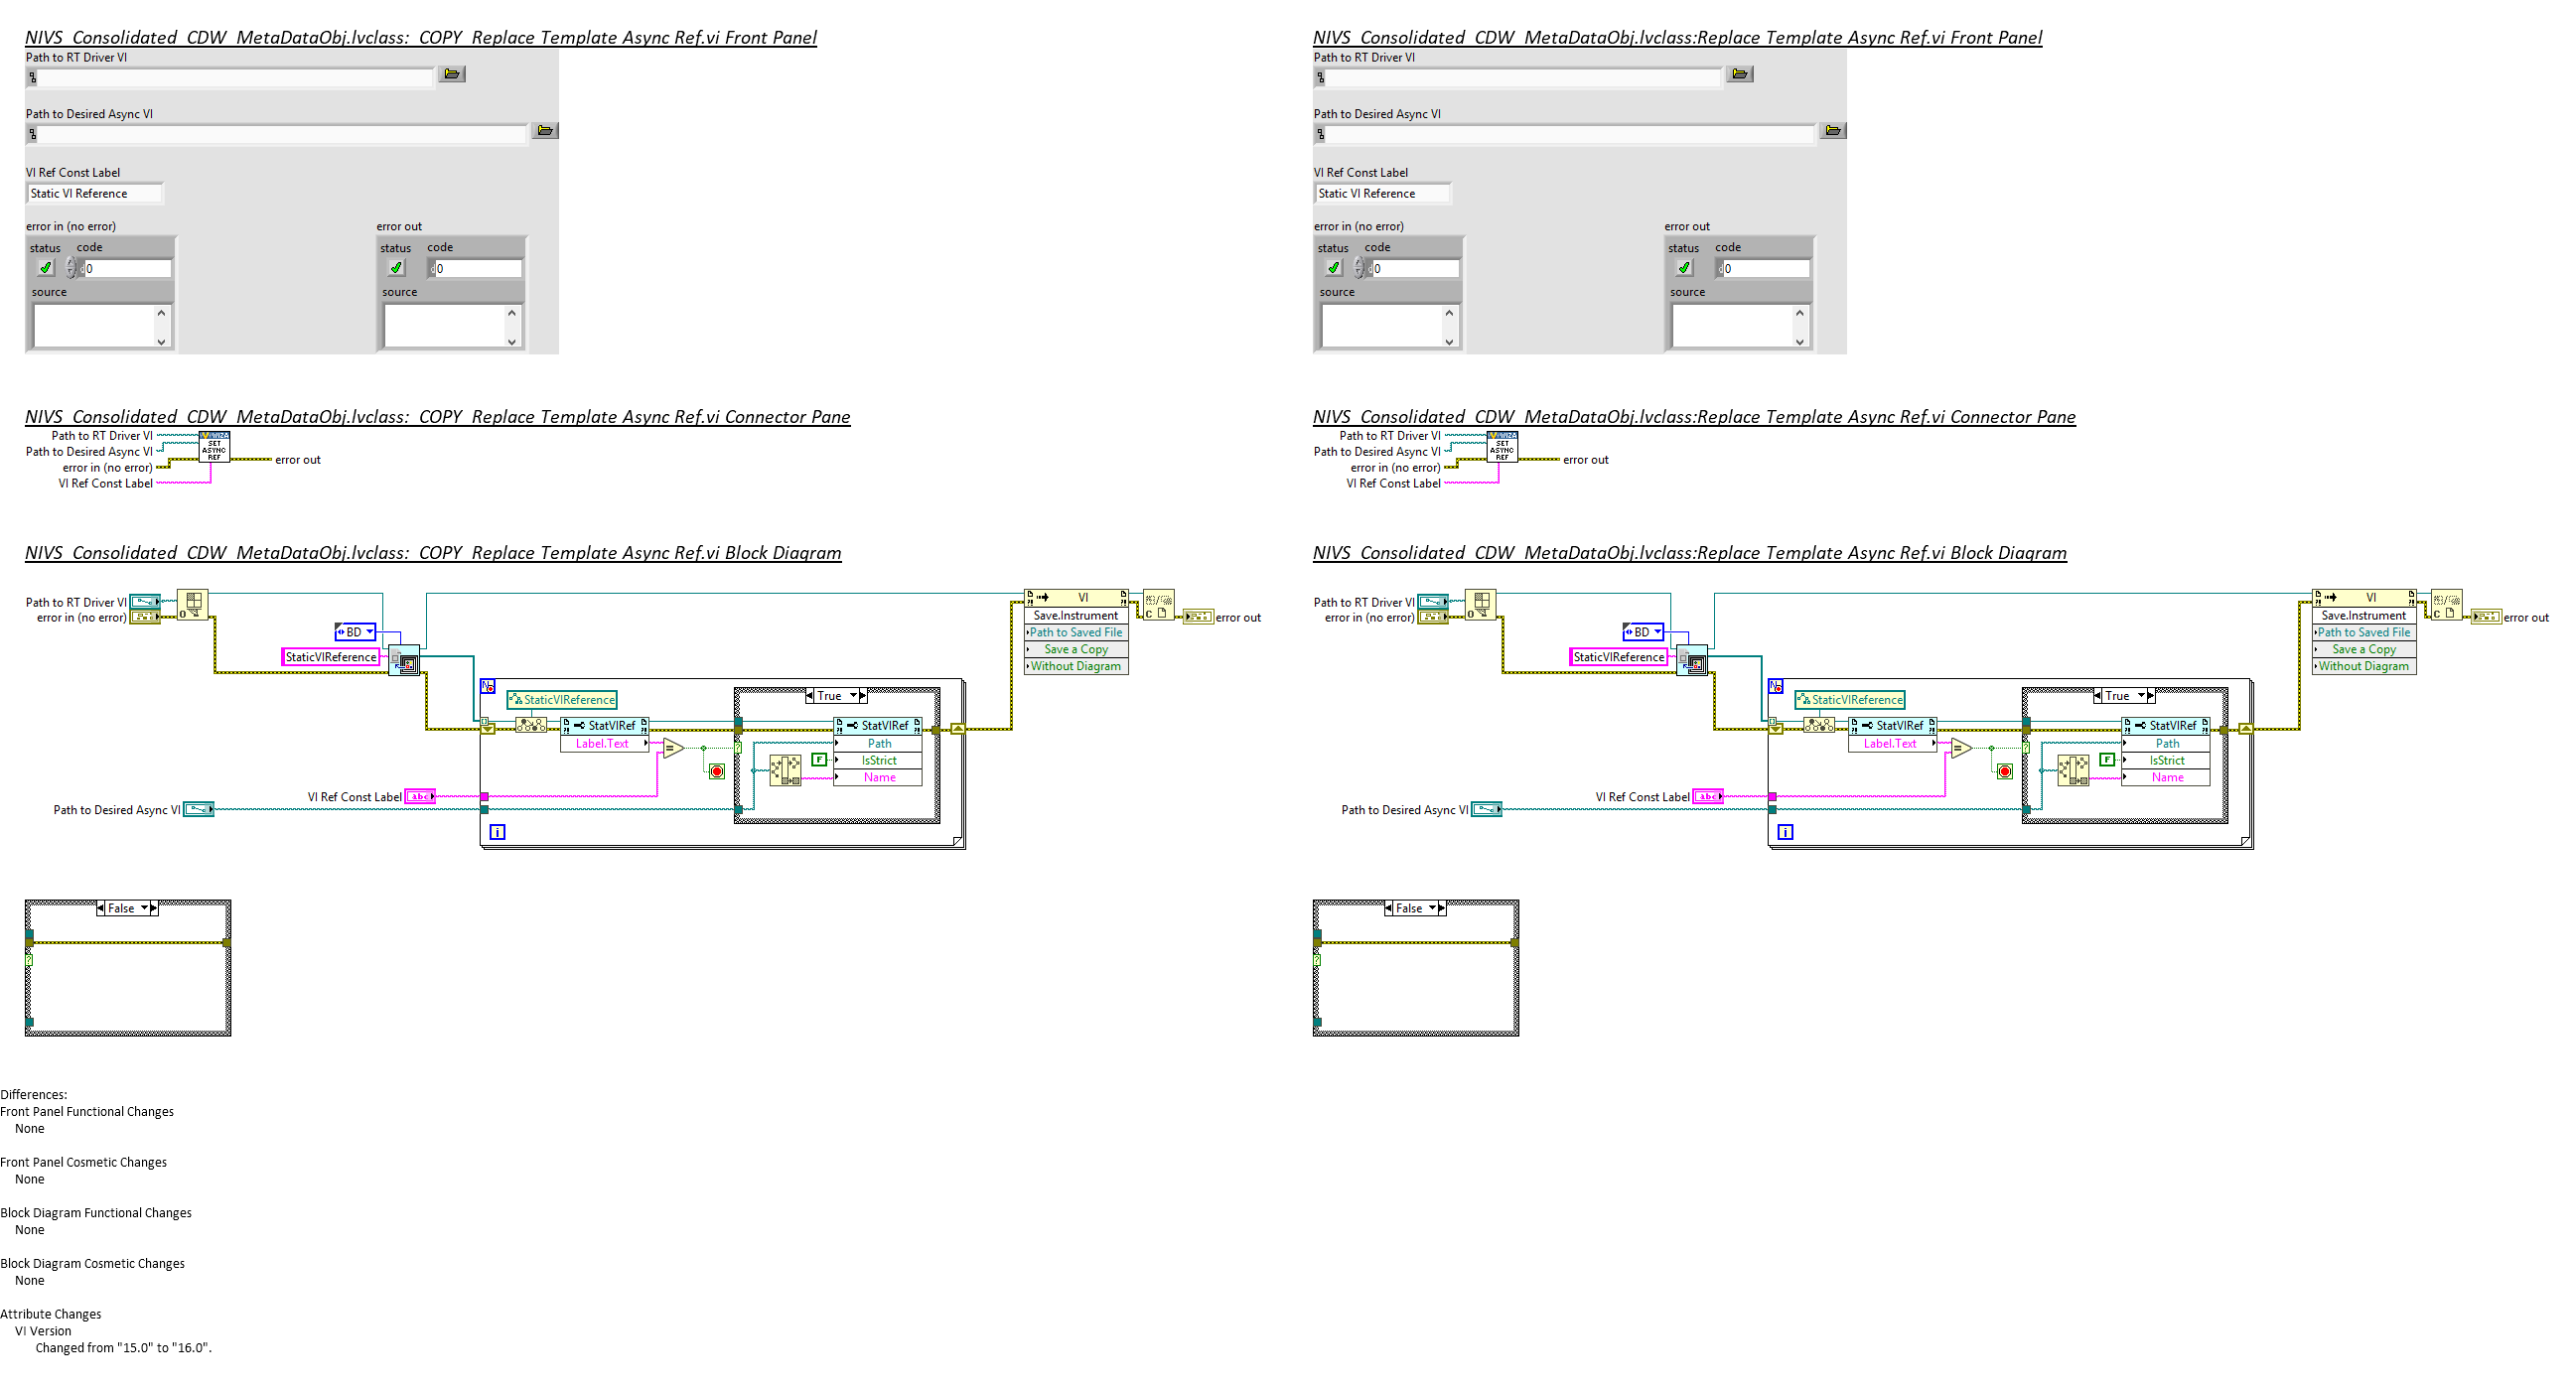 NIVS_Consolidated_CDW_MetaDataObj.lvclass:_COPY_Replace Template Async Ref.vi Front Panel
Path to RT Driver VI
Path to Desired Async VI
VI Ref Const Label
Static VI Reference
error in (no error)
error out
status code
0
source
status code
0
source
NIVS_Consolidated_CDW_MetaDataObj.lvclass:_COPY_Replace Template Async Ref.vi Connector Pane
Path to RT Driver VI
Path to Desired Async VI
error in (no error)
VI Ref Const Label
SET
ASYNC
REF
error out
NIVS_Consolidated_CDW_MetaDataObj.lvclass:_COPY_Replace Template Async Ref.vi Block Diagram
Path to RT Driver VI
error in (no error)
BD
StaticVIReference
N
StaticVIReference
StatVIRef
Label.Text
=
True
?
StatVIRef
Path
IsStrict
Name
F
VI Ref Const Label
abc
Path to Desired Async VI
i
VI
Save.Instrument
Path to Saved File
Save a Copy
Without Diagram
error out
False
?
NIVS_Consolidated_CDW_MetaDataObj.lvclass:Replace Template Async Ref.vi Front Panel
Path to RT Driver VI
Path to Desired Async VI
VI Ref Const Label
Static VI Reference
error in (no error)
error out
status code
0
source
status code
0
source
NIVS_Consolidated_CDW_MetaDataObj.lvclass:Replace Template Async Ref.vi Connector Pane
Path to RT Driver VI
Path to Desired Async VI
error in (no error)
VI Ref Const Label
SET
ASYNC
REF
error out
NIVS_Consolidated_CDW_MetaDataObj.lvclass:Replace Template Async Ref.vi Block Diagram
Path to RT Driver VI
error in (no error)
BD
StaticVIReference
N
StaticVIReference
StatVIRef
Label.Text
=
True
?
StatVIRef
Path
IsStrict
Name
F
VI Ref Const Label
abc
Path to Desired Async VI
i
VI
Save.Instrument
Path to Saved File
Save a Copy
Without Diagram
error out
False
?
Differences:
Front Panel Functional Changes
None
Front Panel Cosmetic Changes
None
Block Diagram Functional Changes
None
Block Diagram Cosmetic Changes
None
Attribute Changes
VI Version
Changed from "15.0" to "16.0".